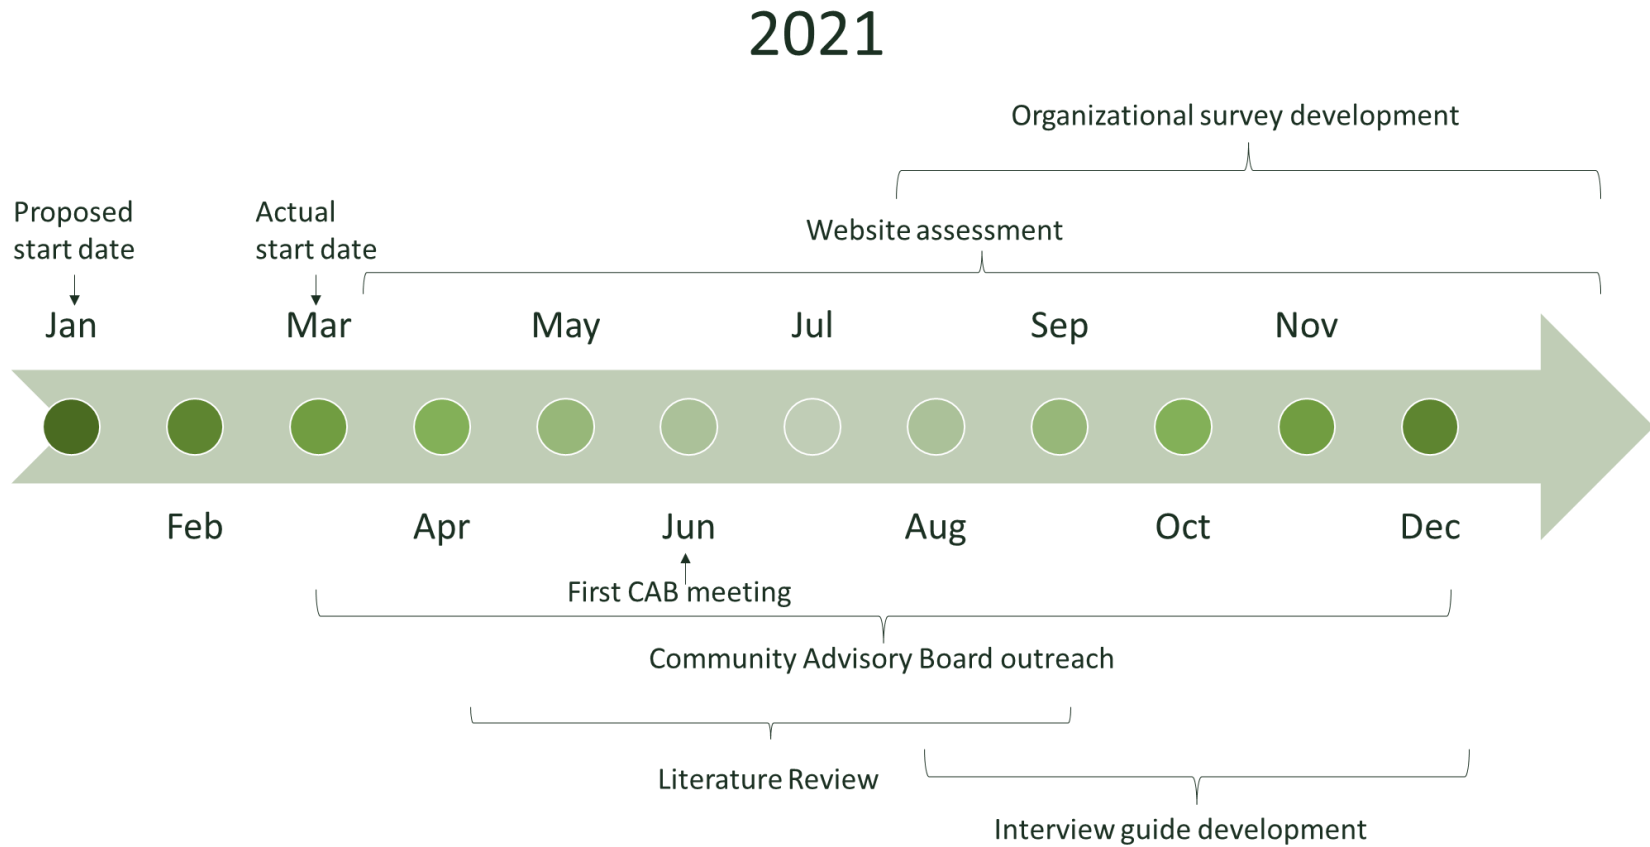 2021
Organizational survey development
Proposed
start date
Actual
start date
Website assessment
Jan
Mar
May
Jul
Sep
Nov
Feb
Apr
Jun
Aug
Oct
Dec
First CAB meeting
Community Advisory Board outreach
Literature Review
Interview guide development